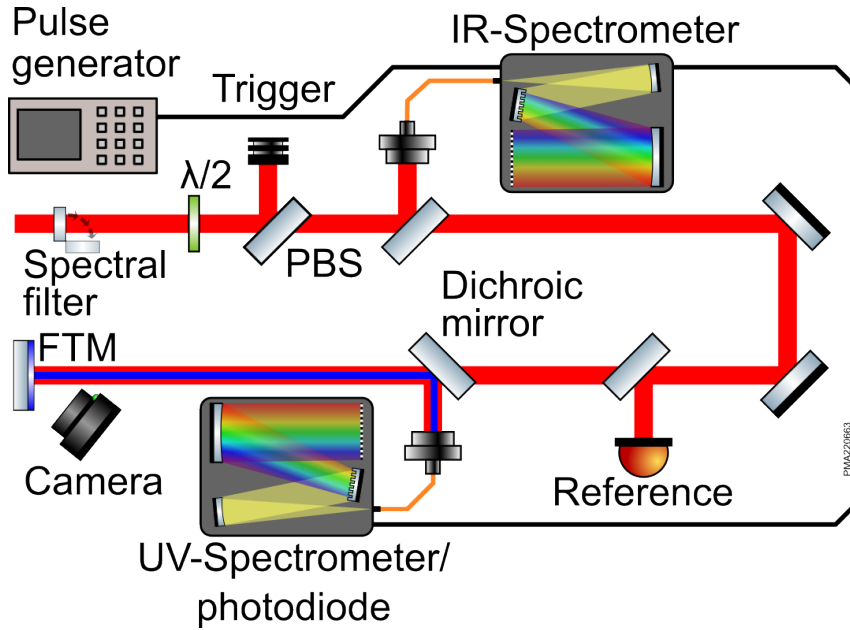 Pulse
generator
Trigger
IR-Spectrometer
λ/2
PBS
Spectral
filter
Dichroic
mirror
FTM
Camera
Reference
UV-Spectrometer/
photodiode
PMA220663